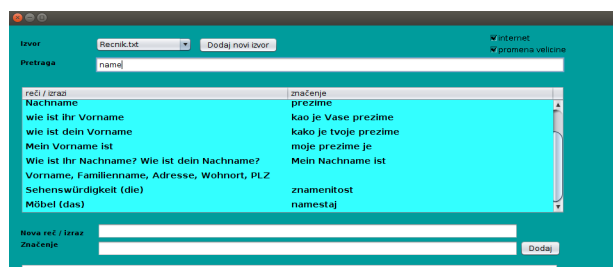 Izvor Recnik.txt Dodaj novi izvor internet
promena velicine
Pretraga name
reči / izrazi značenje
Nachname prezime
wie ist ihr Vorname kao je Vase prezime
wie ist dein Vorname kako je tvoje prezime
Mein Vorname ist moje prezime je
Wie ist Ihr Nachname? Wie ist dein Nachname? Mein Nachname ist
Vorname, Familienname, Adresse, Wohnort, PLZ
Sehenswürdigkeit (die) znamenitost
Möbel (das) namestaj
Nova reč / izraz
Značenje Dodaj